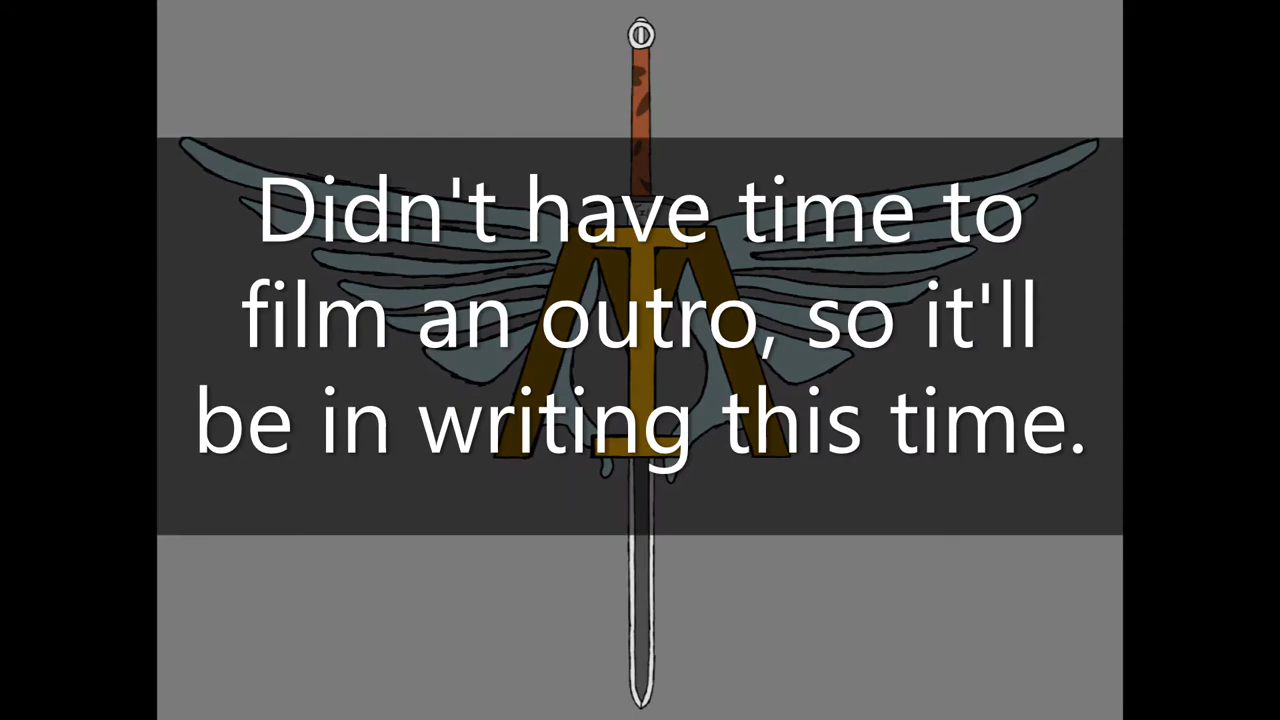 Didn't have time to
film an outro, so it'll
be in writing this time.